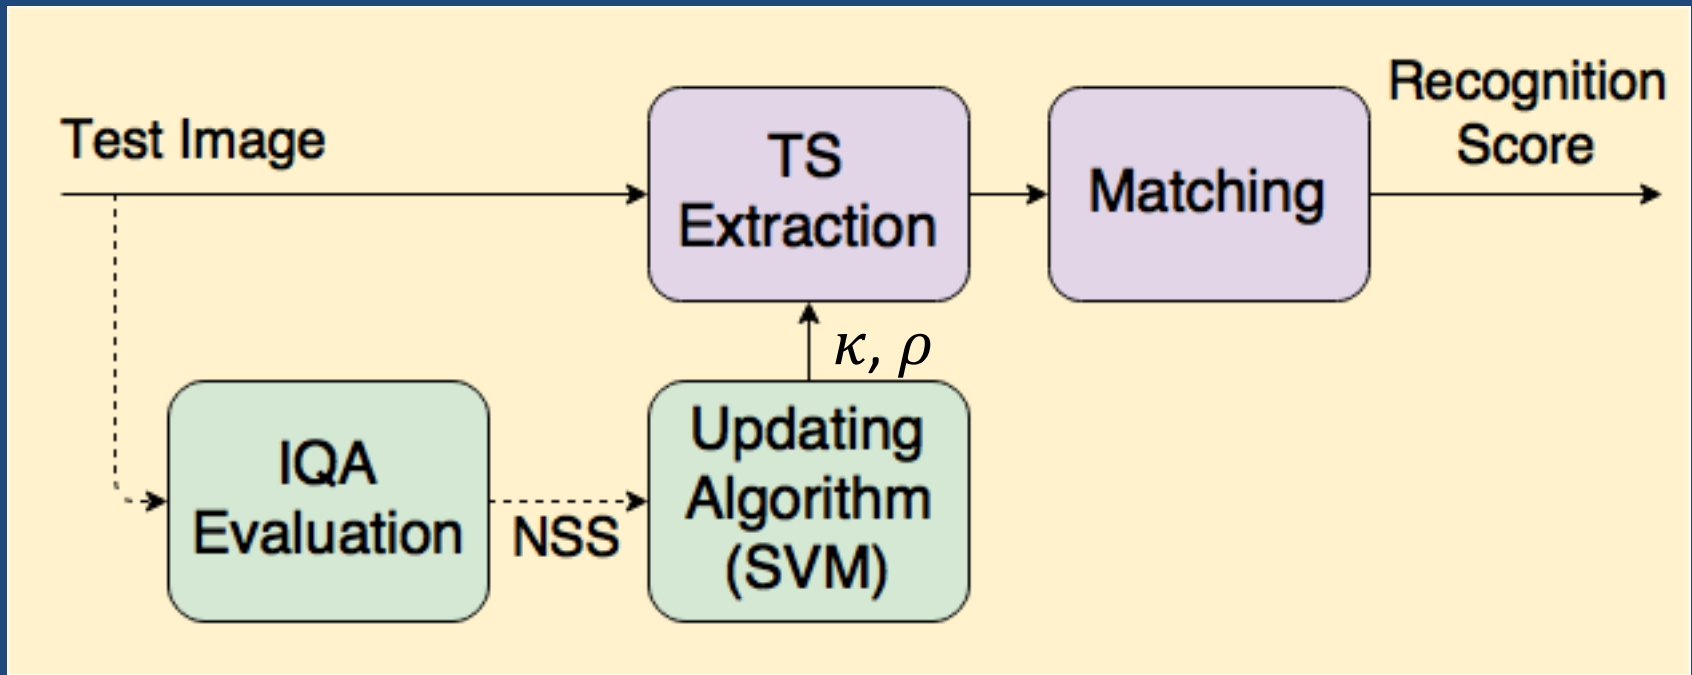 Test Image
TS
Extraction
Matching
Recognition
Score
κ, ρ
IQA
Evaluation
NSS
Updating
Algorithm
(SVM)